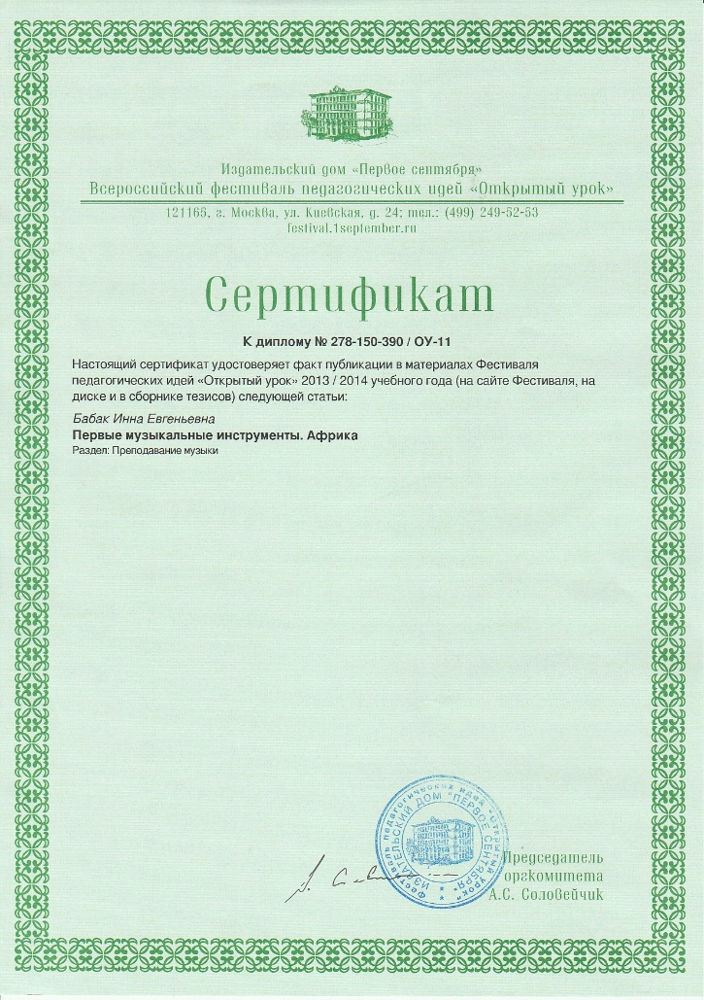 Издательский дом «Первое сентября»
Всероссийский фестиваль педагогических идей «Открытый урок»
121165, г. Москва, ул. Киевская, д. 24; тел.: (499) 249-52-53
festival.1september.ru
Сертификат
К диплому № 278-150-390 / ОУ-11
Настоящий сертификат удостоверяет факт публикации в материалах Фестиваля
педагогических идей «Открытый урок» 2013 / 2014 учебного года (на сайте Фестиваля, на
диске и в сборнике тезисов) следующей статьи:
Бабак Инна Евгеньевна
Первые музыкальные инструменты. Африка
Раздел: Преподавание музыки
Фестиваль педагогических идей "Открытый урок"
ИЗДАТЕЛЬСКИЙ ДОМ "ПЕРВОЕ СЕНТЯБРЯ"
Председатель
оргкомитета
А.С. Соловейчик